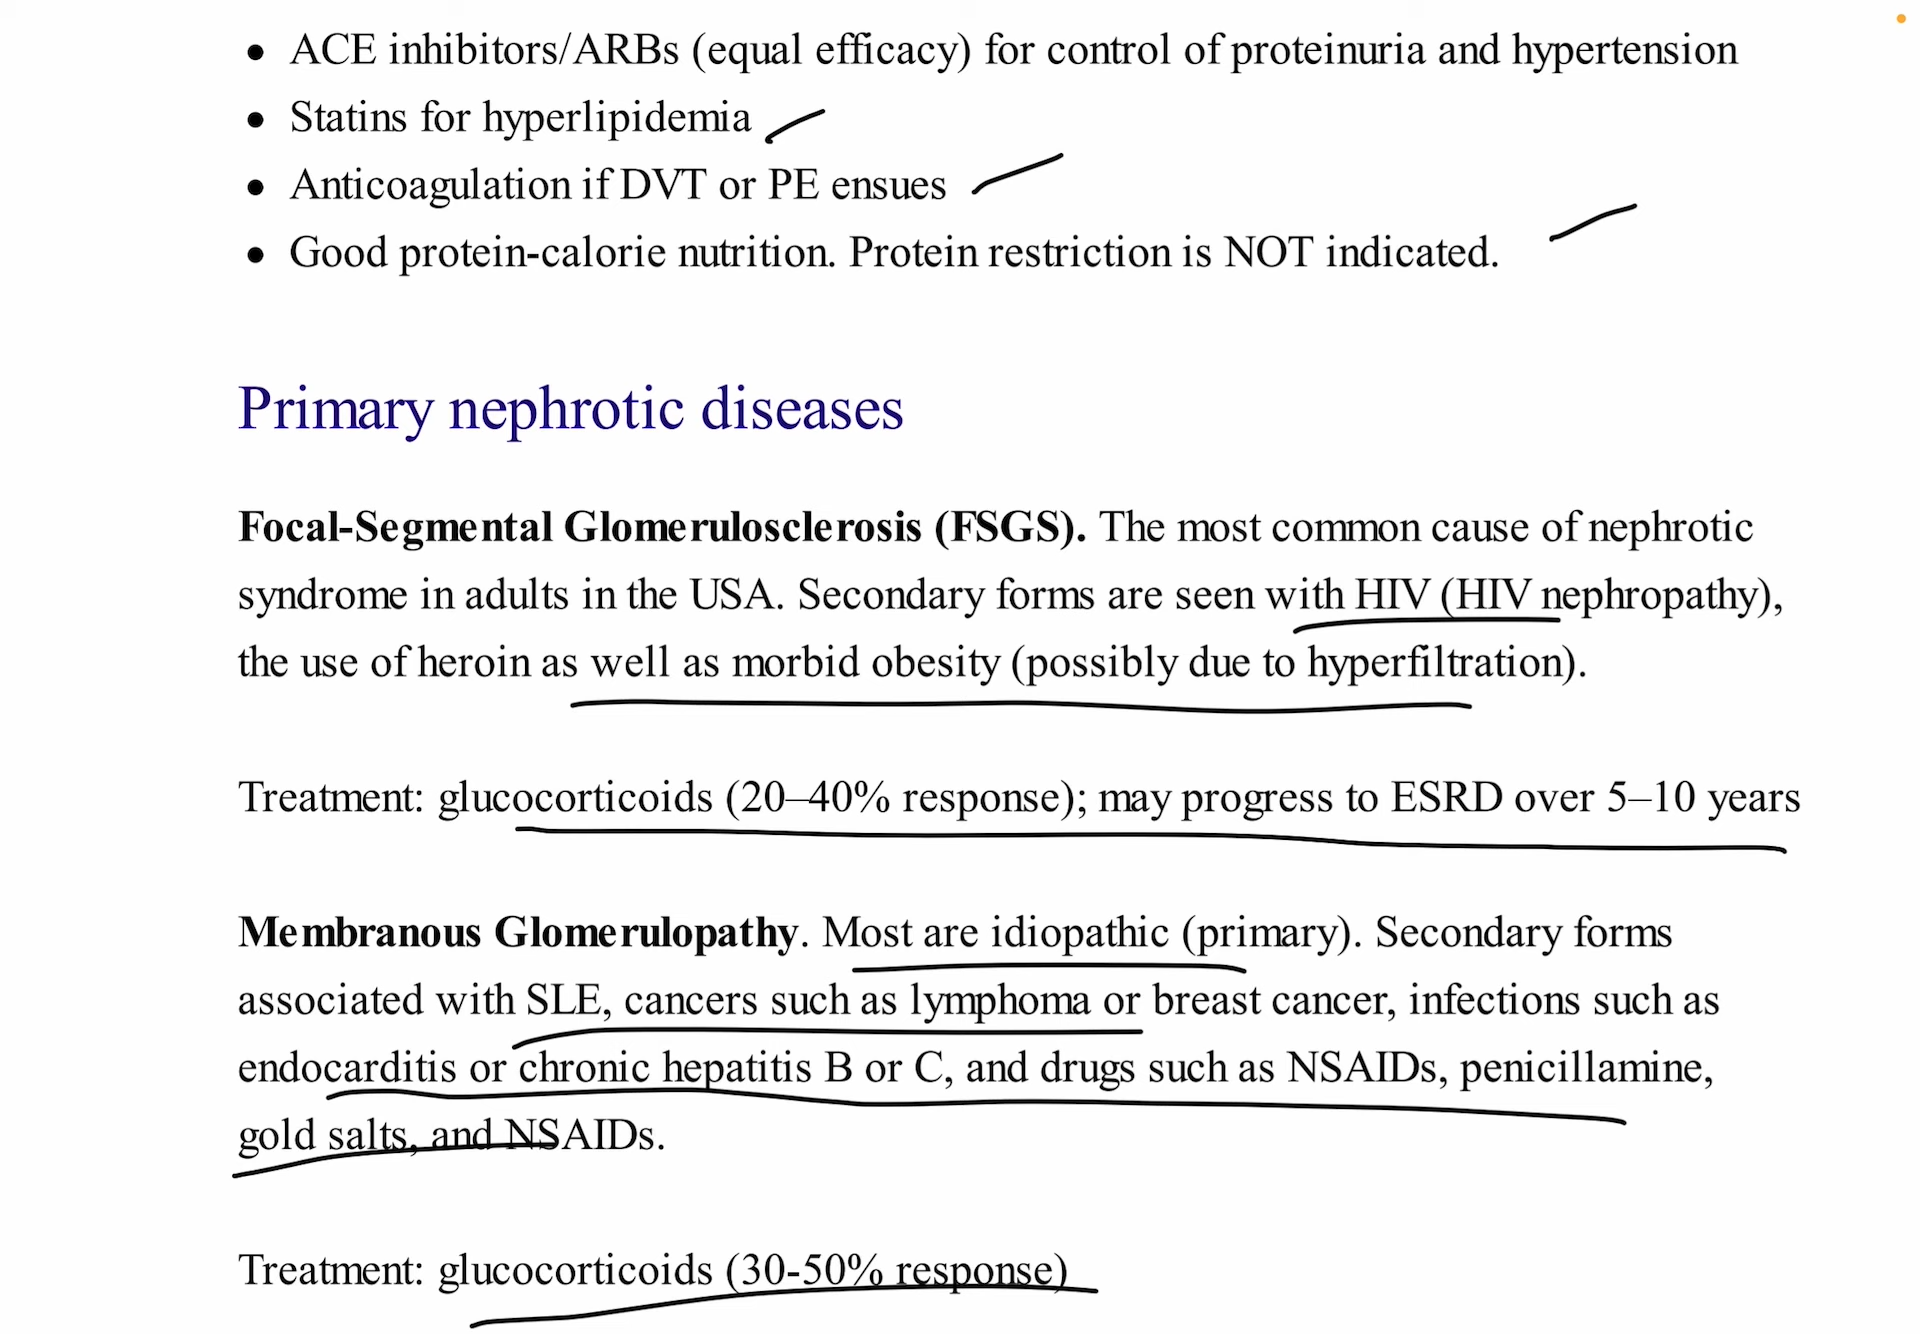 • ACE inhibitors/ARBs (equal efficacy) for control of proteinuria and hypertension
• Statins for hyperlipidemia
• Anticoagulation if DVT or PE ensues
• Good protein-calorie nutrition. Protein restriction is NOT indicated.
Primary nephrotic diseases
Focal-Segmental Glomerulosclerosis (FSGS). The most common cause of nephrotic
syndrome in adults in the USA. Secondary forms are seen with HIV (HIV nephropathy),
the use of heroin as well as morbid obesity (possibly due to hyperfiltration).
Treatment: glucocorticoids (20–40% response); may progress to ESRD over 5–10 years
Membranous Glomerulopathy. Most are idiopathic (primary). Secondary forms
associated with SLE, cancers such as lymphoma or breast cancer, infections such as
endocarditis or chronic hepatitis B or C, and drugs such as NSAIDs, penicillamine,
gold salts, and NSAIDs.
Treatment: glucocorticoids (30-50% response)